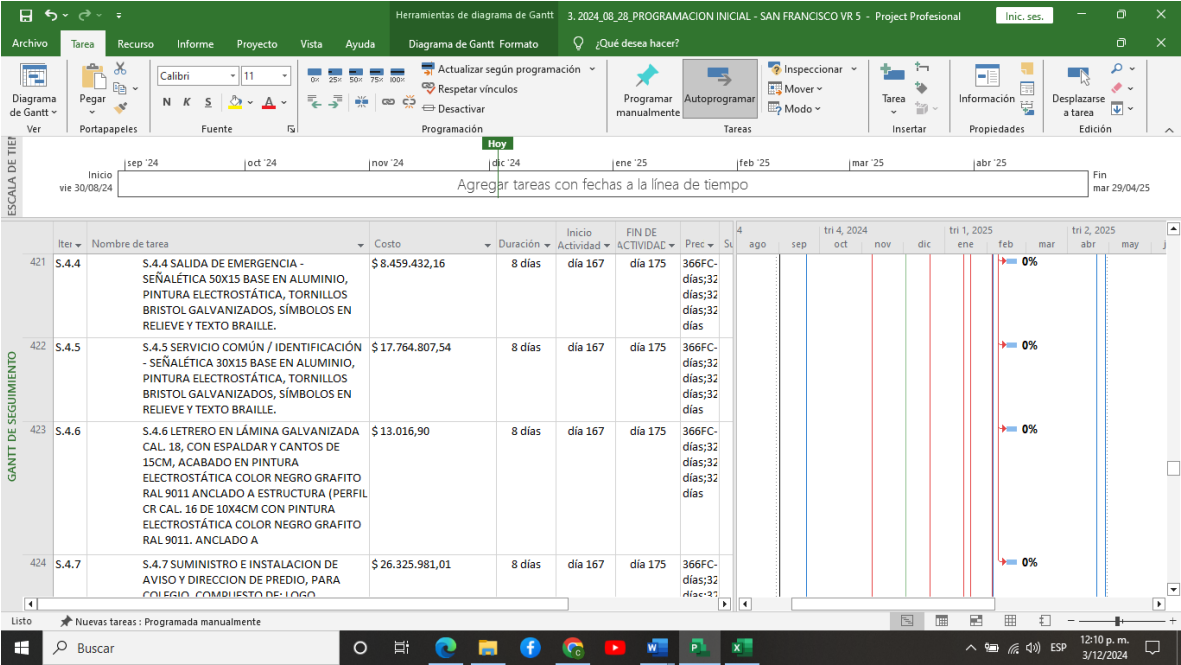 Herramientas de diagrama de Gantt
3. 2024_08_28_PROGRAMACION INICIAL - SAN FRANCISCO VR 5 - Project Profesional
Inic. ses.
Archivo Tarea Recurso Informe Proyecto Vista Ayuda Diagrama de Gantt Formato ¿Qué desea hacer?
Diagrama
de Gantt
Ver
Pegar
Portapapeles
Calibri 11
N K S A
Fuente
0% 25% 50% 75% 100%
Actualizar según programación
Respetar vínculos
Desactivar
Programación
Programar
manualmente
Autoprogramar
Inspeccionar
Mover
Modo
Tareas
Tarea
Insertar
Información
Propiedades
Desplazarse
a tarea
Edición
ESCALA DE TIEM
Hoy
sep '24 oct '24 nov '24 dic '24 ene '25 feb '25 mar '25 abr '25
Inicio
vie 30/08/24
Agregar tareas con fechas a la línea de tiempo
Fin
mar 29/04/25
GANTT DE SEGUIMIENTO
Iter Nombre de tarea Costo Duración Inicio Actividad FIN DE ACTIVIDAD Prec Su
4 tri 4, 2024 tri 1, 2025 tri 2, 2025
ago sep oct nov dic ene feb mar abr may j
421 S.4.4 S.4.4 SALIDA DE EMERGENCIA - $ 8.459.432,16 8 días día 167 día 175 366FC- 0%
SEÑALÉTICA 50X15 BASE EN ALUMINIO, días;32
PINTURA ELECTROSTÁTICA, TORNILLOS días;32
BRISTOL GALVANIZADOS, SÍMBOLOS EN días;32
RELIEVE Y TEXTO BRAILLE. días
422 S.4.5 S.4.5 SERVICIO COMÚN / IDENTIFICACIÓN $ 17.764.807,54 8 días día 167 día 175 366FC- 0%
- SEÑALÉTICA 30X15 BASE EN ALUMINIO, días;32
PINTURA ELECTROSTÁTICA, TORNILLOS días;32
BRISTOL GALVANIZADOS, SÍMBOLOS EN días;32
RELIEVE Y TEXTO BRAILLE. días
423 S.4.6 S.4.6 LETRERO EN LÁMINA GALVANIZADA $ 13.016,90 8 días día 167 día 175 366FC- 0%
CAL. 18, CON ESPALDAR Y CANTOS DE días;32
15CM, ACABADO EN PINTURA días;32
ELECTROSTÁTICA COLOR NEGRO GRAFITO días;32
RAL 9011 ANCLADO A ESTRUCTURA (PERFIL días
CR CAL. 16 DE 10X4CM CON PINTURA
ELECTROSTÁTICA COLOR NEGRO GRAFITO
RAL 9011. ANCLADO A
424 S.4.7 S.4.7 SUMINISTRO E INSTALACION DE $ 26.325.981,01 8 días día 167 día 175 366FC- 0%
AVISO Y DIRECCION DE PREDIO, PARA días;32
COLEGIO, COMPUESTO DE: LOGO días;32
Listo Nuevas tareas : Programada manualmente
Buscar
ESP
12:10 p. m.
3/12/2024